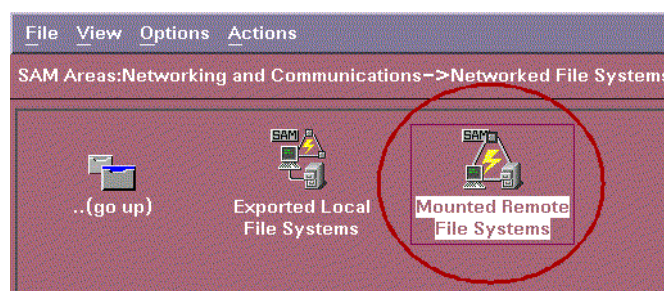 File View Options Actions
SAM Areas:Networking and Communications->Networked File Systems
SAM SAM
..(go up) Exported Local Mounted Remote
File Systems File Systems